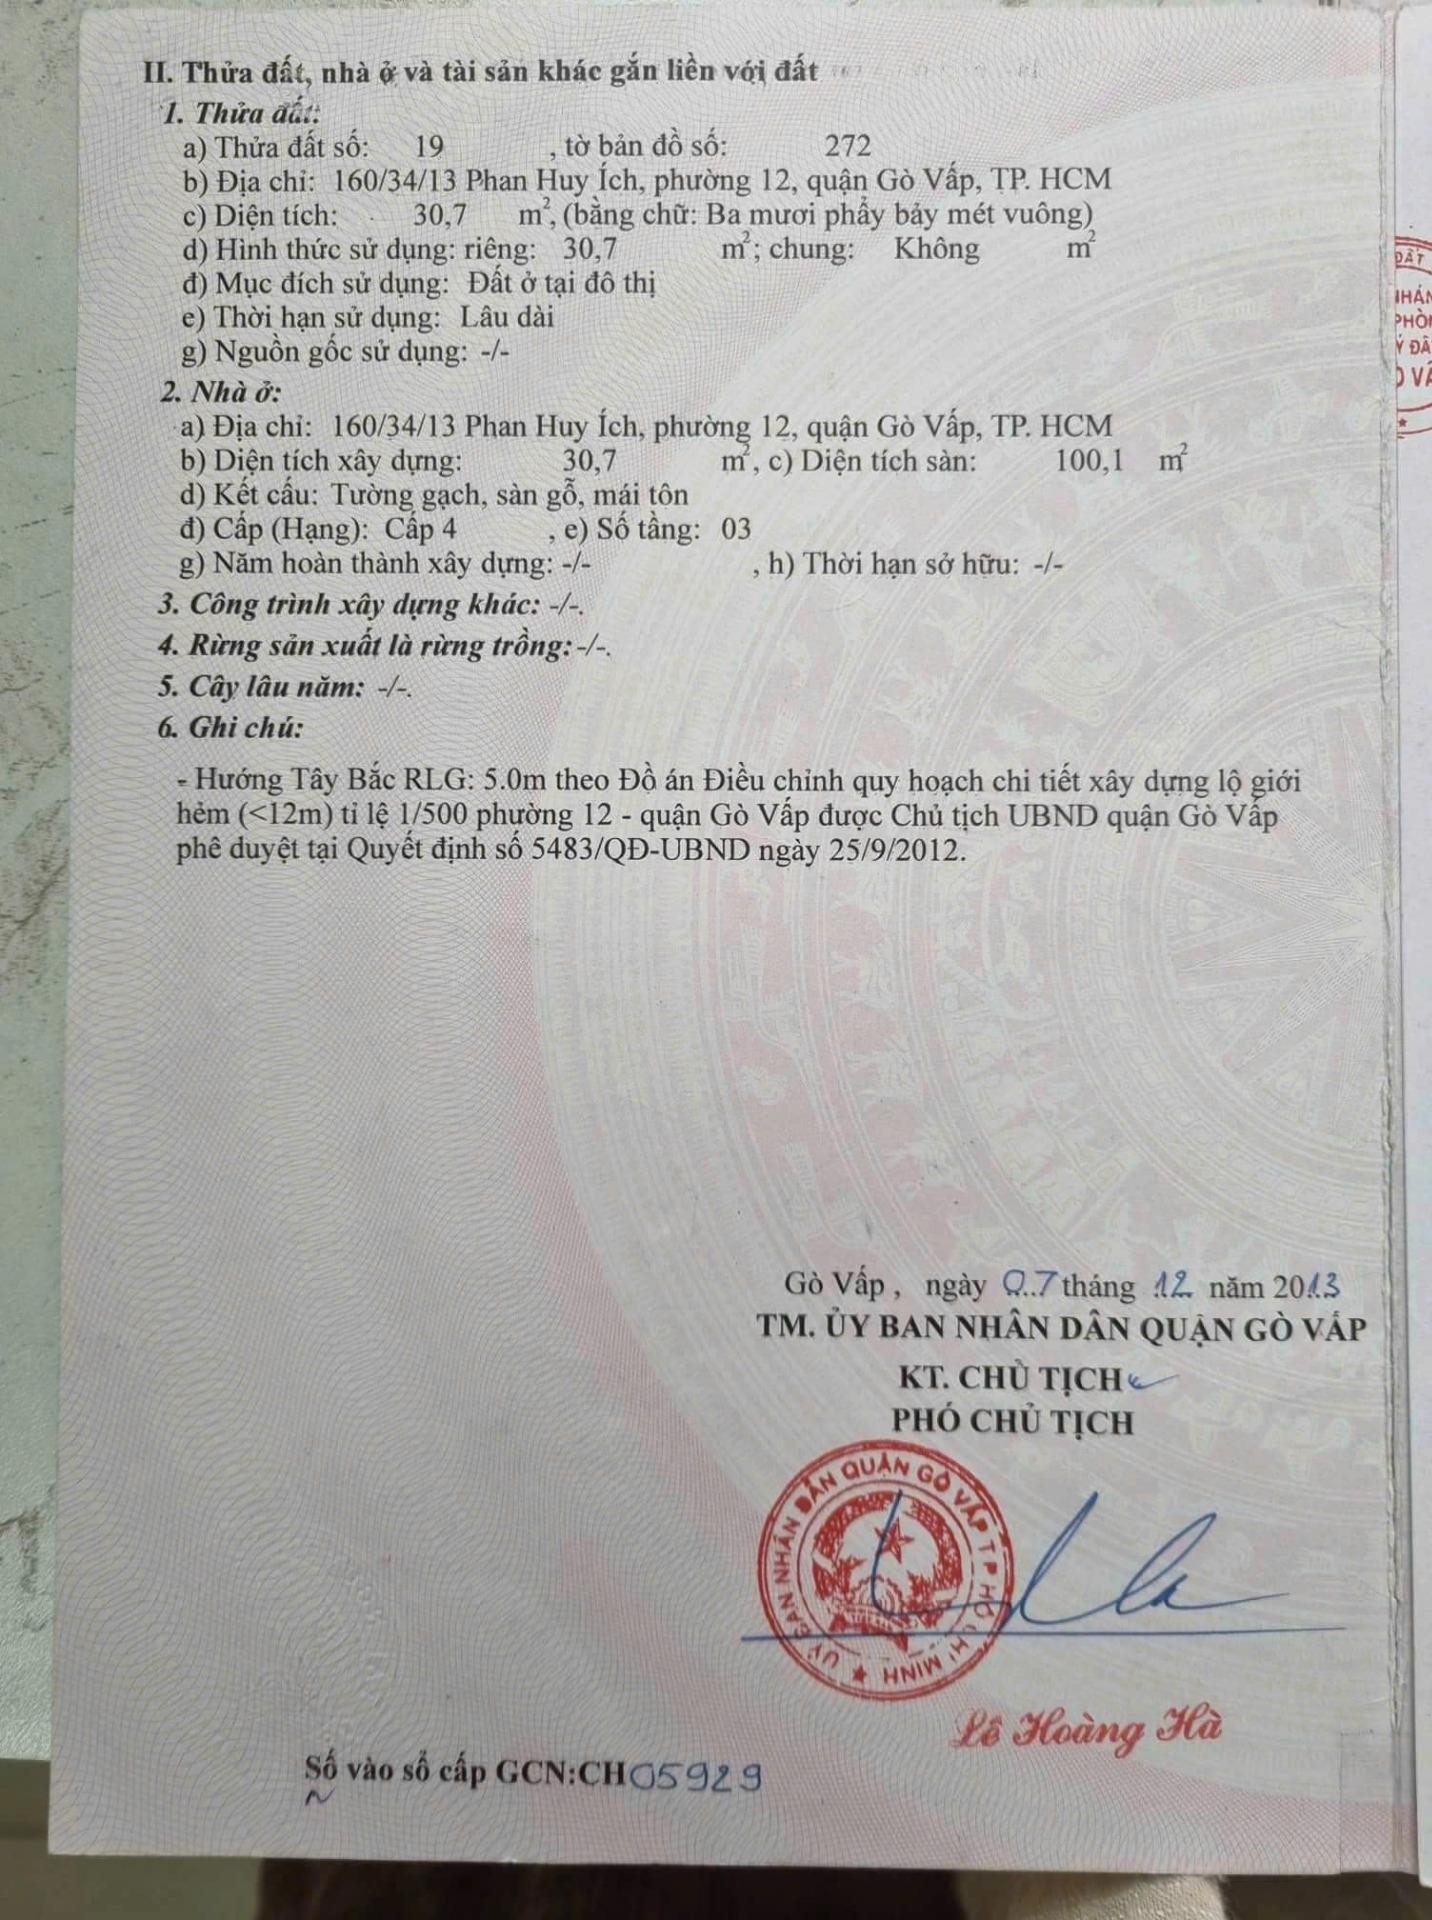 II. Thửa đất, nhà ở và tài sản khác gắn liền với đất
1. Thửa đất:
a) Thửa đất số: 19 , tờ bản đồ số: 272
b) Địa chỉ: 160/34/13 Phan Huy Ích, phường 12, quận Gò Vấp, TP. HCM
c) Diện tích: 30,7 m², (bằng chữ: Ba mươi phẩy bảy mét vuông)
d) Hình thức sử dụng: riêng: 30,7 m²; chung: Không m²
đ) Mục đích sử dụng: Đất ở tại đô thị
e) Thời hạn sử dụng: Lâu dài
g) Nguồn gốc sử dụng: -/-
2. Nhà ở:
a) Địa chỉ: 160/34/13 Phan Huy Ích, phường 12, quận Gò Vấp, TP. HCM
b) Diện tích xây dựng: 30,7 m², c) Diện tích sàn: 100,1 m²
d) Kết cấu: Tường gạch, sàn gỗ, mái tôn
đ) Cấp (Hạng): Cấp 4 , e) Số tầng: 03
g) Năm hoàn thành xây dựng: -/- , h) Thời hạn sở hữu: -/-
3. Công trình xây dựng khác: -/-.
4. Rừng sản xuất là rừng trồng: -/-.
5. Cây lâu năm: -/-.
6. Ghi chú:
- Hướng Tây Bắc RLG: 5.0m theo Đồ án Điều chỉnh quy hoạch chi tiết xây dựng lộ giới
hẻm (<12m) tỉ lệ 1/500 phường 12 - quận Gò Vấp được Chủ tịch UBND quận Gò Vấp
phê duyệt tại Quyết định số 5483/QĐ-UBND ngày 25/9/2012.
Gò Vấp , ngày 07 tháng 12 năm 2013
TM. ỦY BAN NHÂN DÂN QUẬN GÒ VẤP
KT. CHỦ TỊCH
PHÓ CHỦ TỊCH
ỦY BAN NHÂN DÂN QUẬN GÒ VẤP TP HỒ CHÍ MINH
Lê Hoàng Hà
Số vào sổ cấp GCN:CH05929